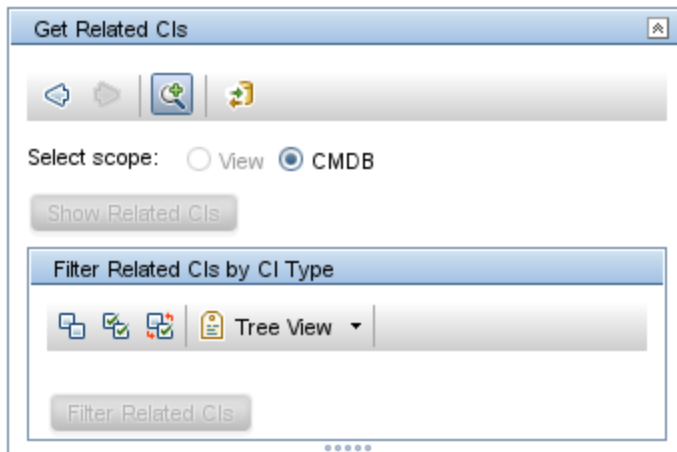 Get Related CIs
Select scope: View CMDB
Show Related CIs
Filter Related CIs by CI Type
Tree View
Filter Related CIs